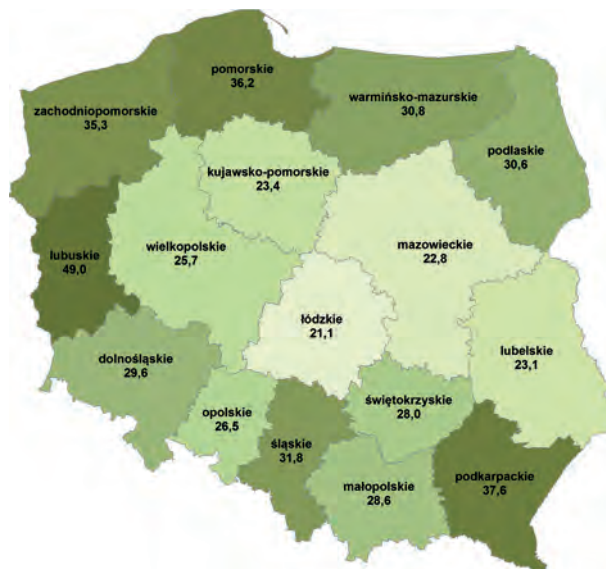 pomorskie
36,2
zachodniopomorskie
35,3
warmińsko-mazurskie
30,8
podlaskie
30,6
kujawsko-pomorskie
23,4
wielkopolskie
25,7
mazowieckie
22,8
lubuskie
49,0
łódzkie
21,1
lubelskie
23,1
dolnośląskie
29,6
opolskie
26,5
świętokrzyskie
28,0
śląskie
31,8
małopolskie
28,6
podkarpackie
37,6